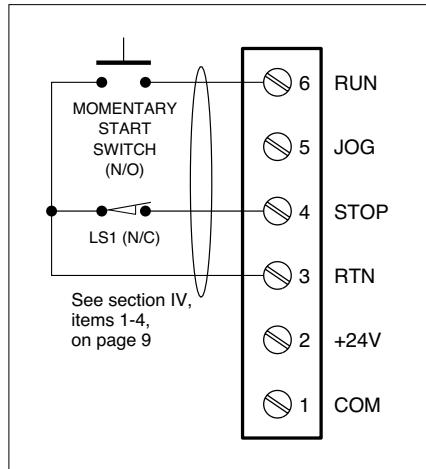 MOMENTARY
START
SWITCH
(N/O)
LS1 (N/C)
See section IV,
items 1-4,
on page 9
6 RUN
5 JOG
4 STOP
3 RTN
2 +24V
1 COM